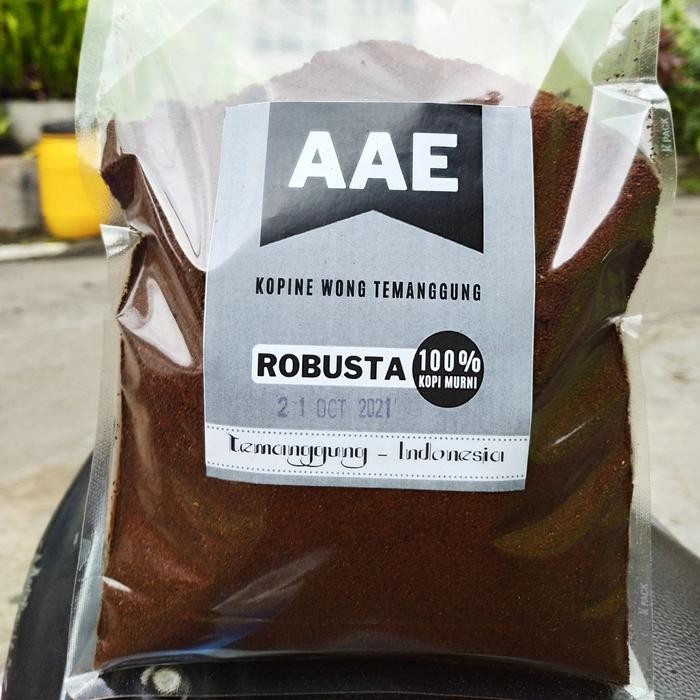 AAE
KOPINE WONG TEMANGGUNG
ROBUSTA
100%
KOPI MURNI
21 OCT 2021
Temanggung - Indonesia